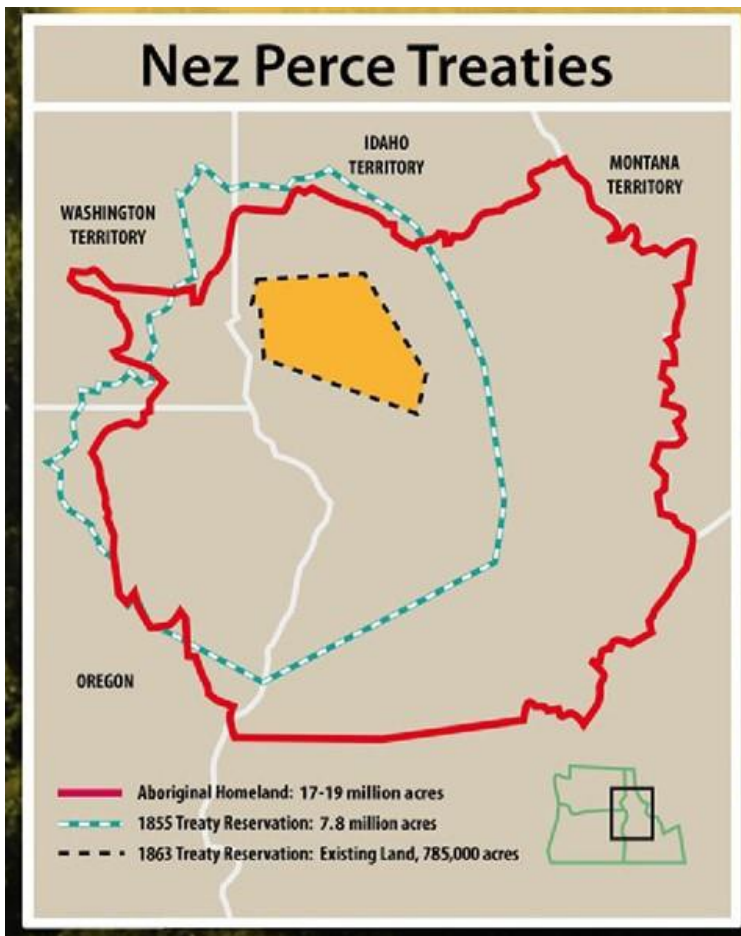 Nez Perce Treaties
IDAHO
TERRITORY
MONTANA
TERRITORY
WASHINGTON
TERRITORY
OREGON
Aboriginal Homeland: 17-19 million acres
1855 Treaty Reservation: 7.8 million acres
1863 Treaty Reservation: Existing Land, 785,000 acres